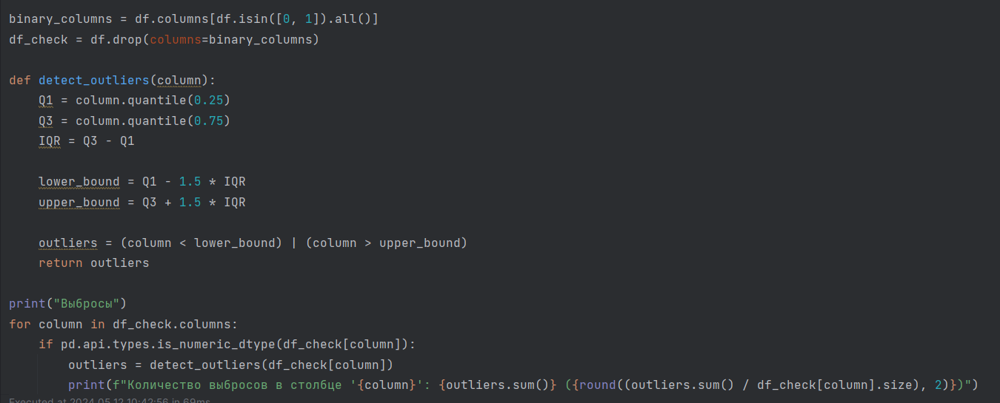 binary_columns = df.columns[df.isin([0, 1]).all()]
df_check = df.drop(columns=binary_columns)
def detect_outliers(column):
    Q1 = column.quantile(0.25)
    Q3 = column.quantile(0.75)
    IQR = Q3 - Q1
    lower_bound = Q1 - 1.5 * IQR
    upper_bound = Q3 + 1.5 * IQR
    outliers = (column < lower_bound) | (column > upper_bound)
    return outliers
print("Выбросы")
for column in df_check.columns:
    if pd.api.types.is_numeric_dtype(df_check[column]):
        outliers = detect_outliers(df_check[column])
        print(f"Количество выбросов в столбце '{column}': {outliers.sum()} ({round((outliers.sum() / df_check[column].size), 2)})")
Executed at 2024.05.12 10:42:56 in 69ms